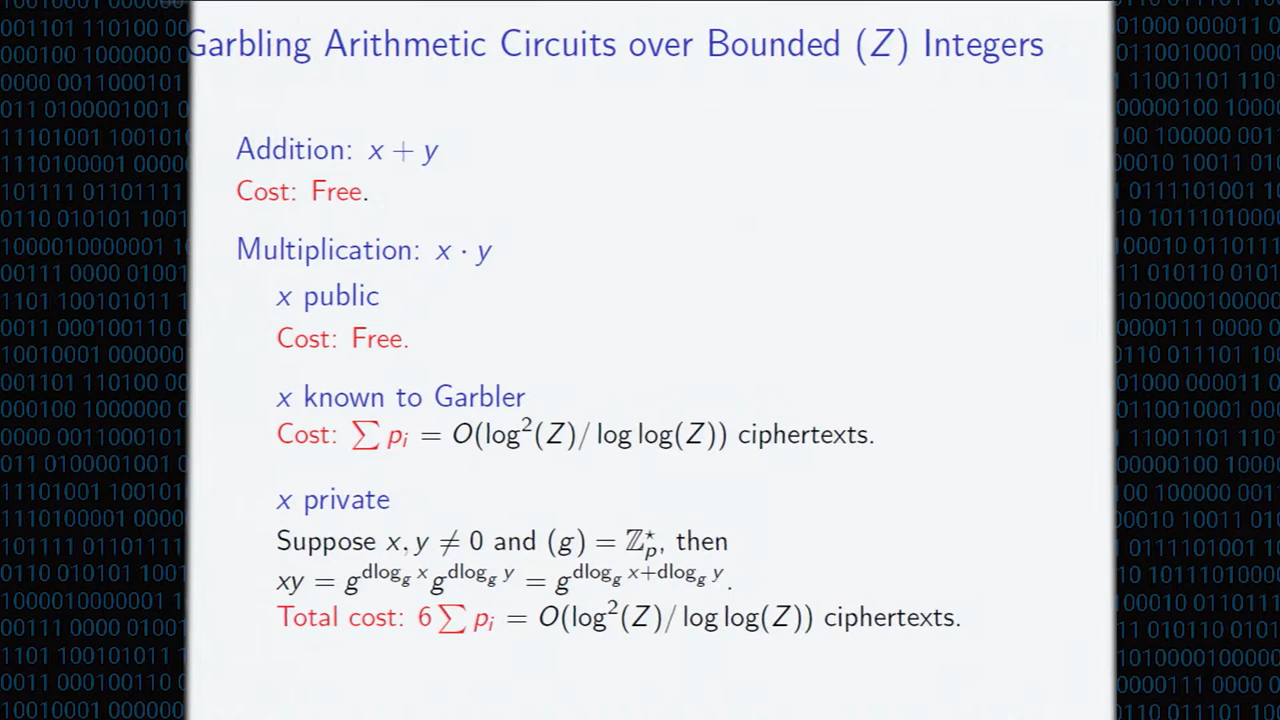 Garbling Arithmetic Circuits over Bounded (Z) Integers
Addition: x + y
Cost: Free.
Multiplication: x · y
x public
Cost: Free.
x known to Garbler
Cost: ∑ pᵢ = O(log²(Z)/ log log(Z)) ciphertexts.
x private
Suppose x, y ≠ 0 and (g) = ℤₚ⋆, then
xy = g^{dlog_g x} g^{dlog_g y} = g^{dlog_g x+dlog_g y}.
Total cost: 6 ∑ pᵢ = O(log²(Z)/ log log(Z)) ciphertexts.